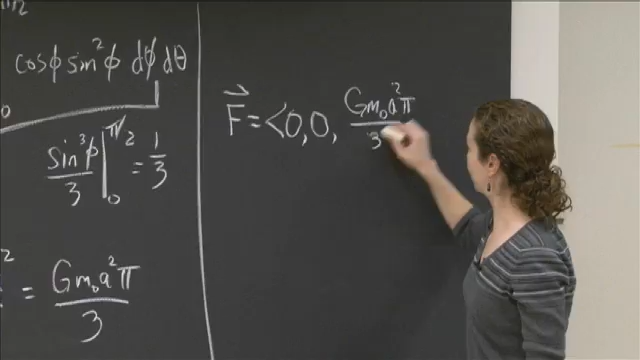 cosϕ sin²ϕ dϕ dθ
sin³ϕ/3 |₀^π/2 = 1/3
= Gm₀a²π/3
F⃗ = <0,0, Gm₀a²π/3